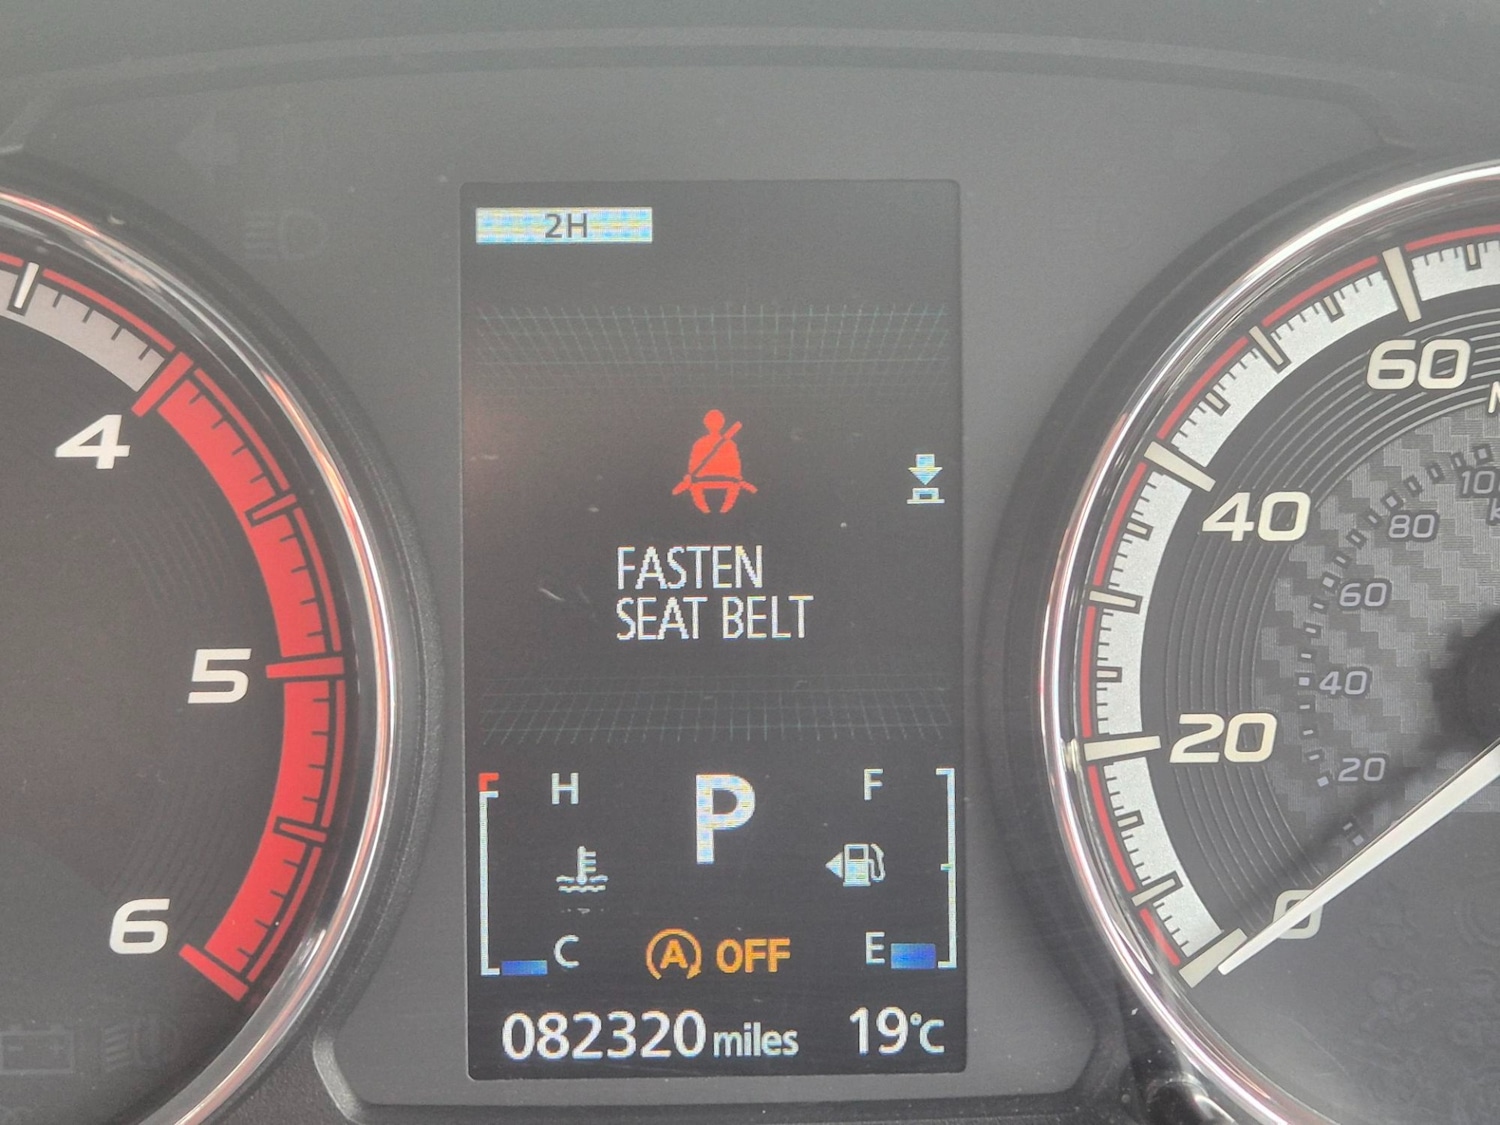 2H
FASTEN
SEAT BELT
H
P
F
C
A OFF
E
082320 miles
19°C
4
5
6
60
40
20
0
80
60
40
20